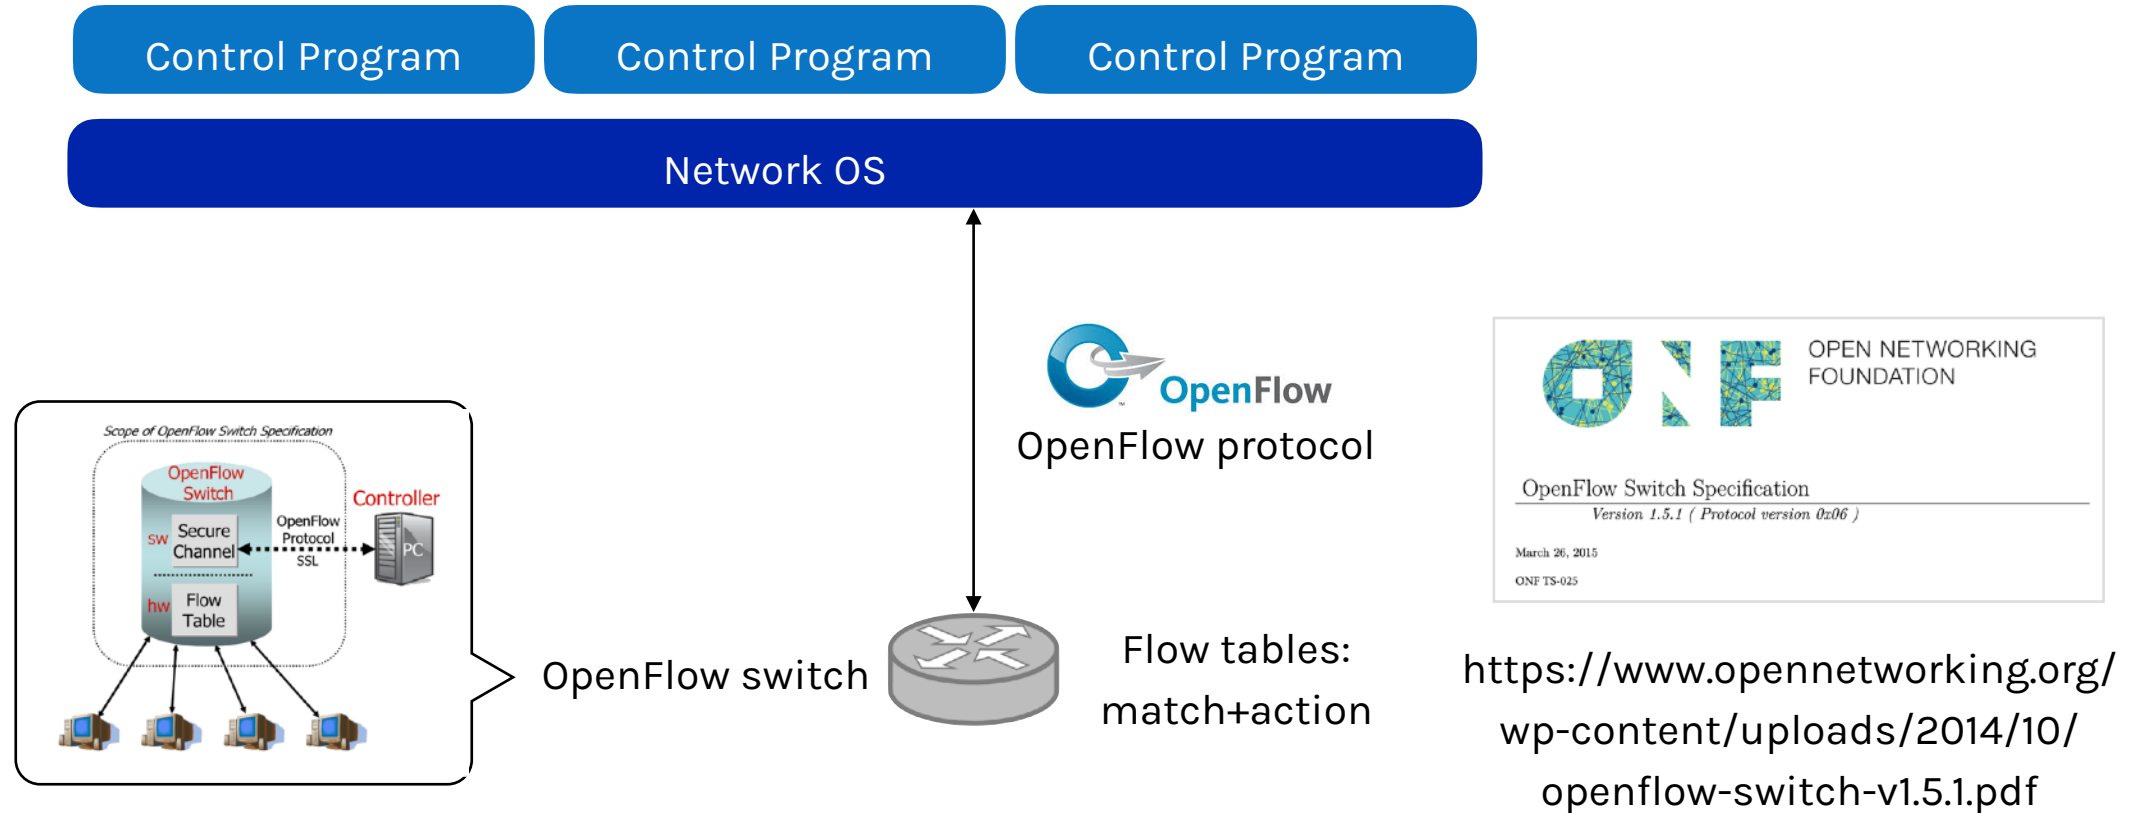 Control Program
Control Program
Control Program
Network OS
OpenFlow
OpenFlow protocol
ONF
OPEN NETWORKING
FOUNDATION
OpenFlow Switch Specification
Version 1.5.1 ( Protocol version 0x06 )
March 26, 2015
ONF TS-025
Scope of OpenFlow Switch Specification
OpenFlow
Switch
Controller
sw
Secure
Channel
OpenFlow
Protocol
SSL
PC
hw
Flow
Table
OpenFlow switch
Flow tables:
match+action
https://www.opennetworking.org/
wp-content/uploads/2014/10/
openflow-switch-v1.5.1.pdf